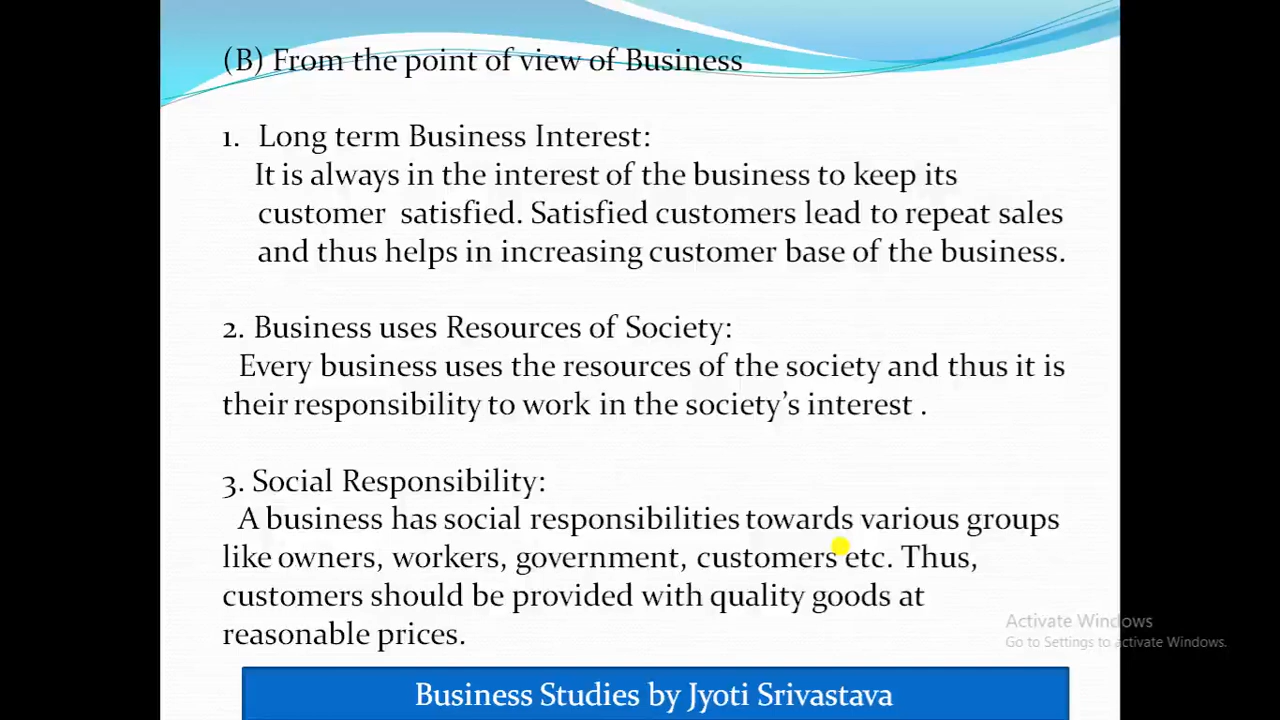 (B) From the point of view of Business
1. Long term Business Interest:
It is always in the interest of the business to keep its
customer satisfied. Satisfied customers lead to repeat sales
and thus helps in increasing customer base of the business.
2. Business uses Resources of Society:
Every business uses the resources of the society and thus it is
their responsibility to work in the society's interest .
3. Social Responsibility:
A business has social responsibilities towards various groups
like owners, workers, government, customers etc. Thus,
customers should be provided with quality goods at
reasonable prices.
Activate Windows
Go to Settings to activate Windows.
Business Studies by Jyoti Srivastava